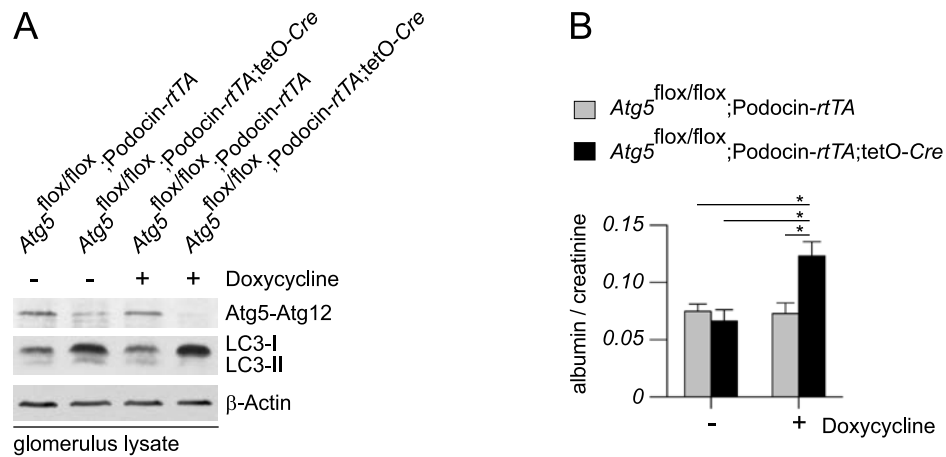 A
Atg5flox/flox;Podocin-rtTA
Atg5flox/flox;Podocin-rtTA;tetO-Cre
Atg5flox/flox;Podocin-rtTA
Atg5flox/flox;Podocin-rtTA;tetO-Cre
- - + + Doxycycline
Atg5-Atg12
LC3-I
LC3-II
β-Actin
glomerulus lysate
B
Atg5flox/flox;Podocin-rtTA
Atg5flox/flox;Podocin-rtTA;tetO-Cre
*
*
*
albumin / creatinine
0.15
0.10
0.05
0
- + Doxycycline